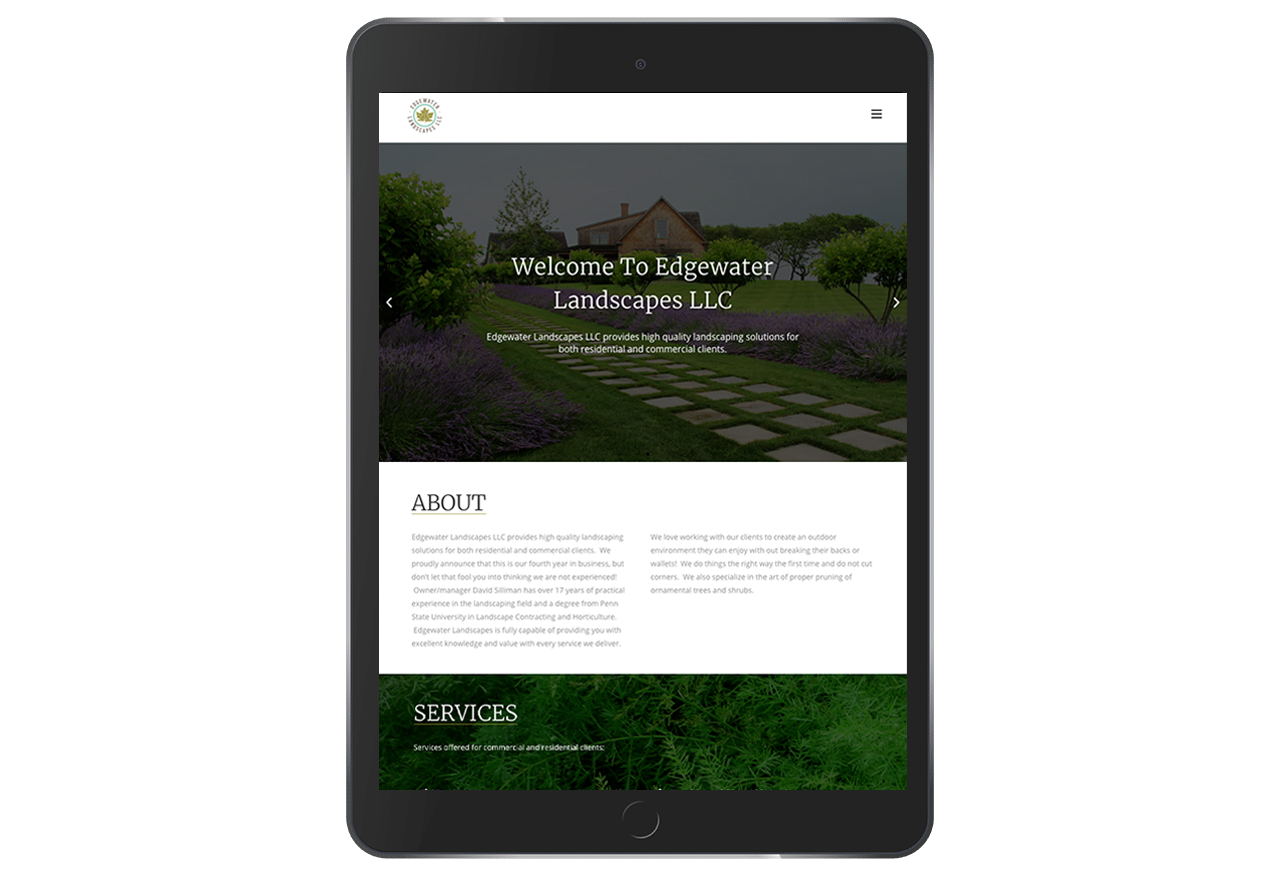 EDGEWATER
LANDSCAPES LLC
Welcome To Edgewater
Landscapes LLC
Edgewater Landscapes LLC provides high quality landscaping solutions for
both residential and commercial clients.
ABOUT
Edgewater Landscapes LLC provides high quality landscaping
solutions for both residential and commercial clients.  We
proudly announce that this is our fourth year in business, but
don't let that fool you into thinking we are not experienced!
Owner/manager David Silliman has over 17 years of practical
experience in the landscaping field and a degree from Penn
State University in Landscape Contracting and Horticulture.
Edgewater Landscapes is fully capable of providing you with
excellent knowledge and value with every service we deliver.
We love working with our clients to create an outdoor
environment they can enjoy with out breaking their backs or
wallets!  We do things the right way the first time and do not cut
corners.  We also specialize in the art of proper pruning of
ornamental trees and shrubs.
SERVICES
Services offered for commercial and residential clients: